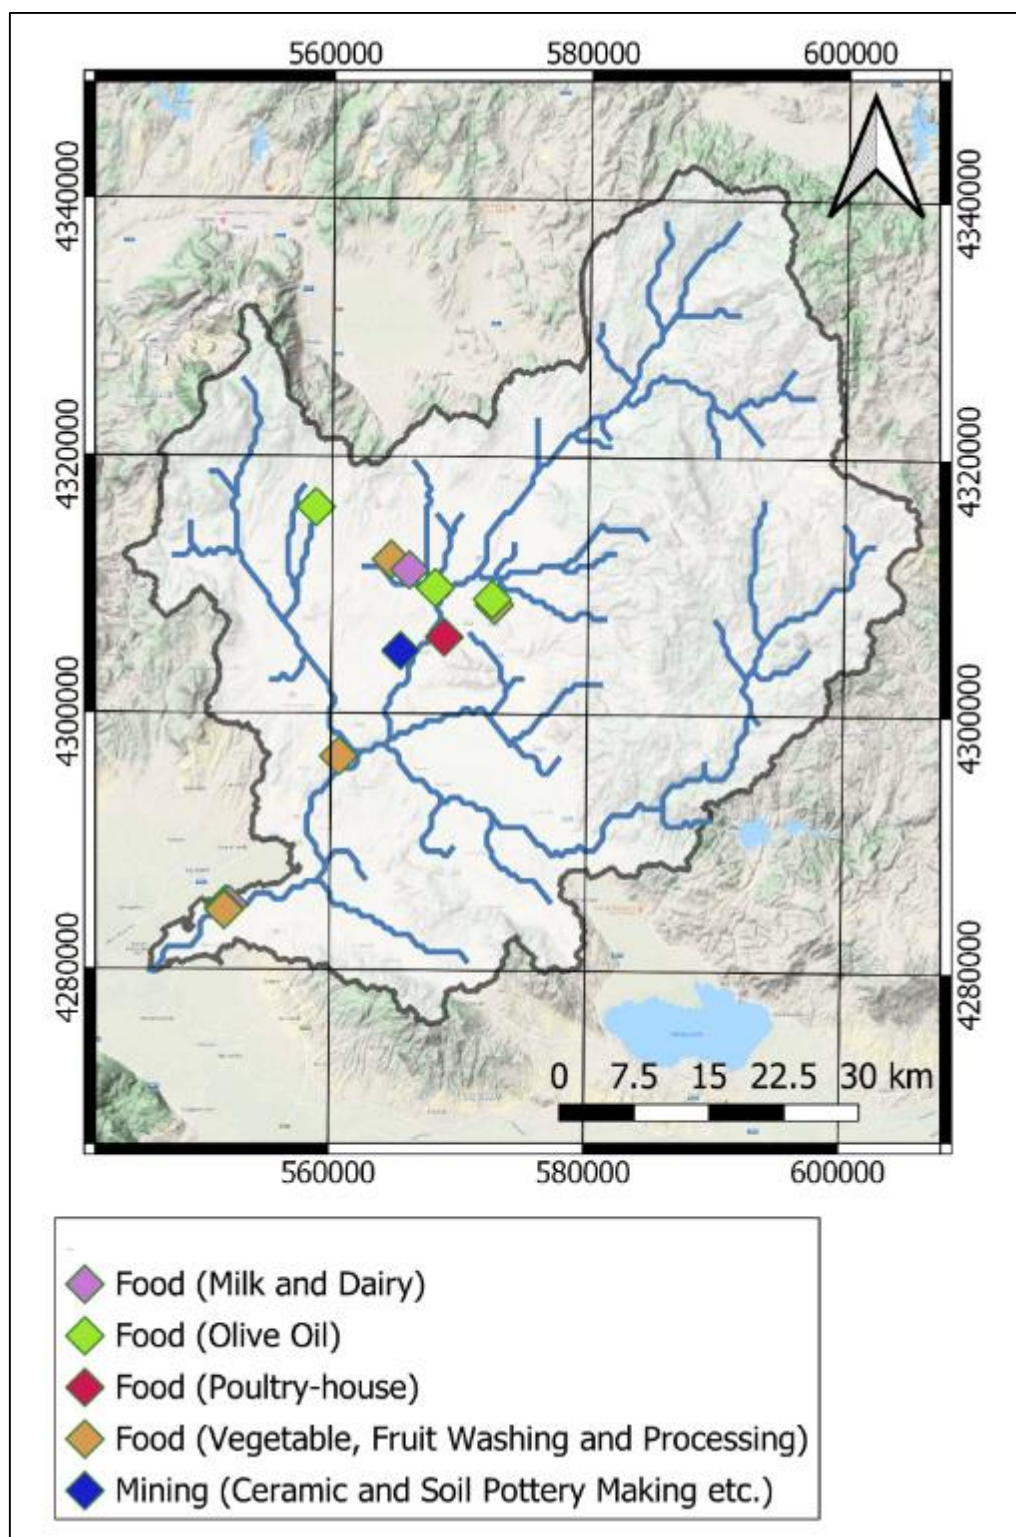 560000 580000 600000
4340000 4340000
4320000 4320000
4300000 4300000
4280000 4280000
0 7.5 15 22.5 30 km
560000 580000 600000
Food (Milk and Dairy)
Food (Olive Oil)
Food (Poultry-house)
Food (Vegetable, Fruit Washing and Processing)
Mining (Ceramic and Soil Pottery Making etc.)